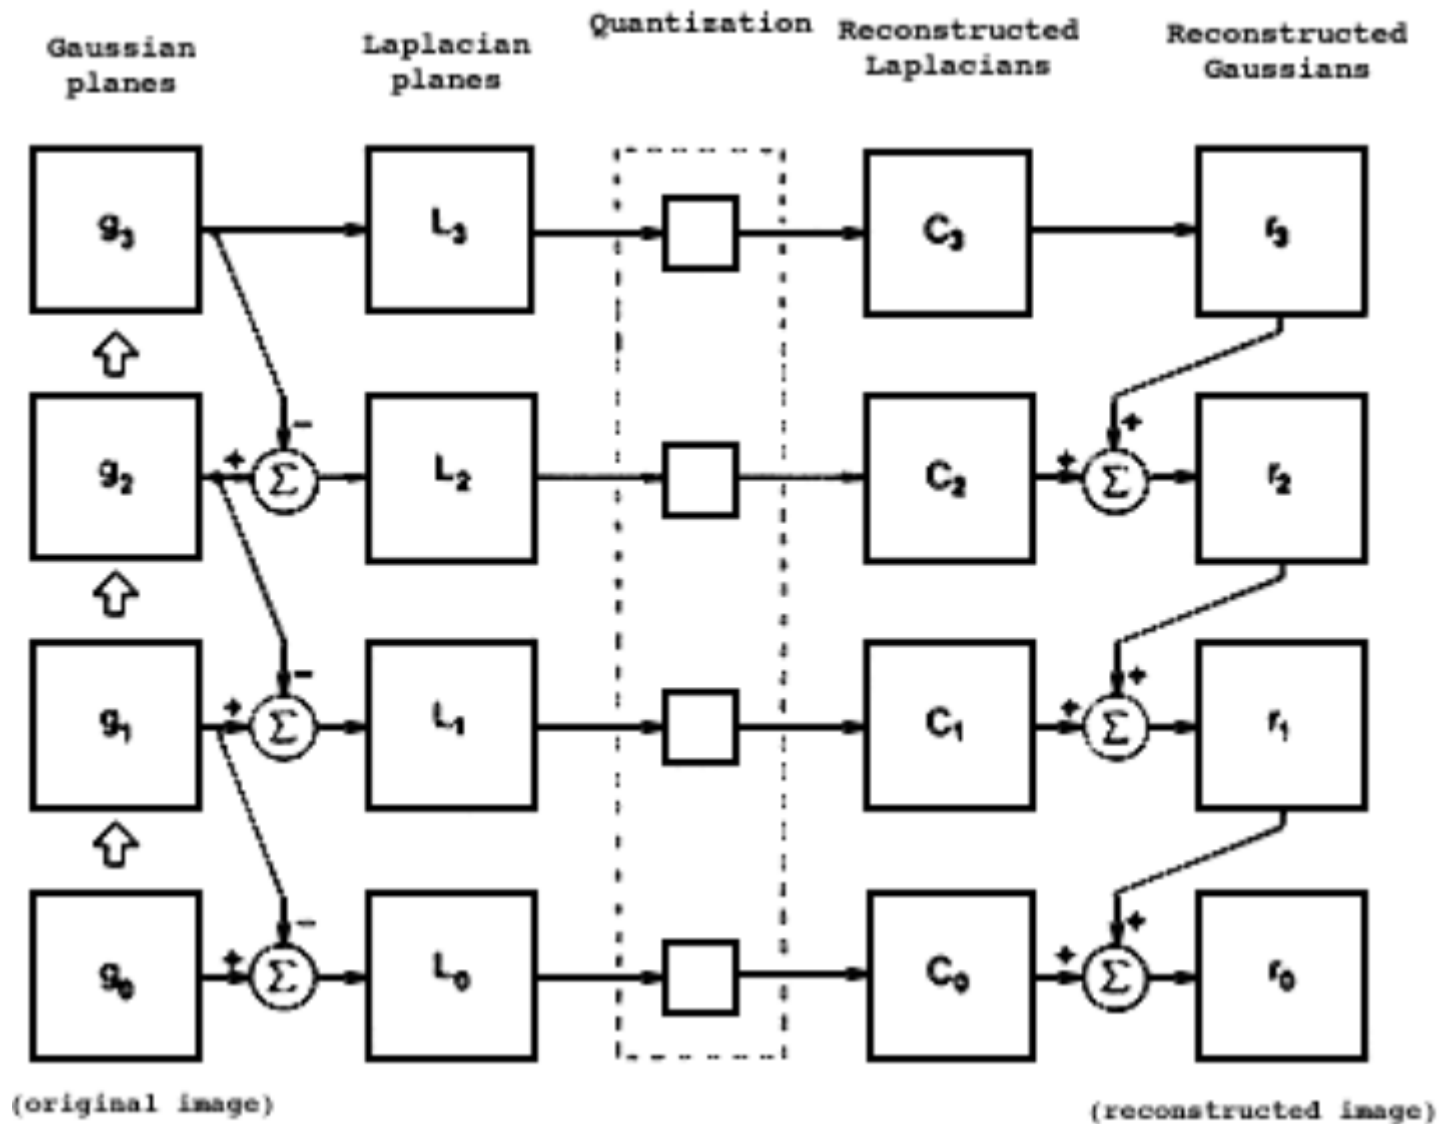 Gaussian planes
Laplacian planes
Quantization
Reconstructed Laplacians
Reconstructed Gaussians
g3
L3
C3
r3
−
+
g2
+
Σ
L2
C2
+
Σ
r2
−
+
g1
+
Σ
L1
C1
+
Σ
r1
−
+
g0
+
Σ
L0
C0
+
Σ
r0
(original image)
(reconstructed image)